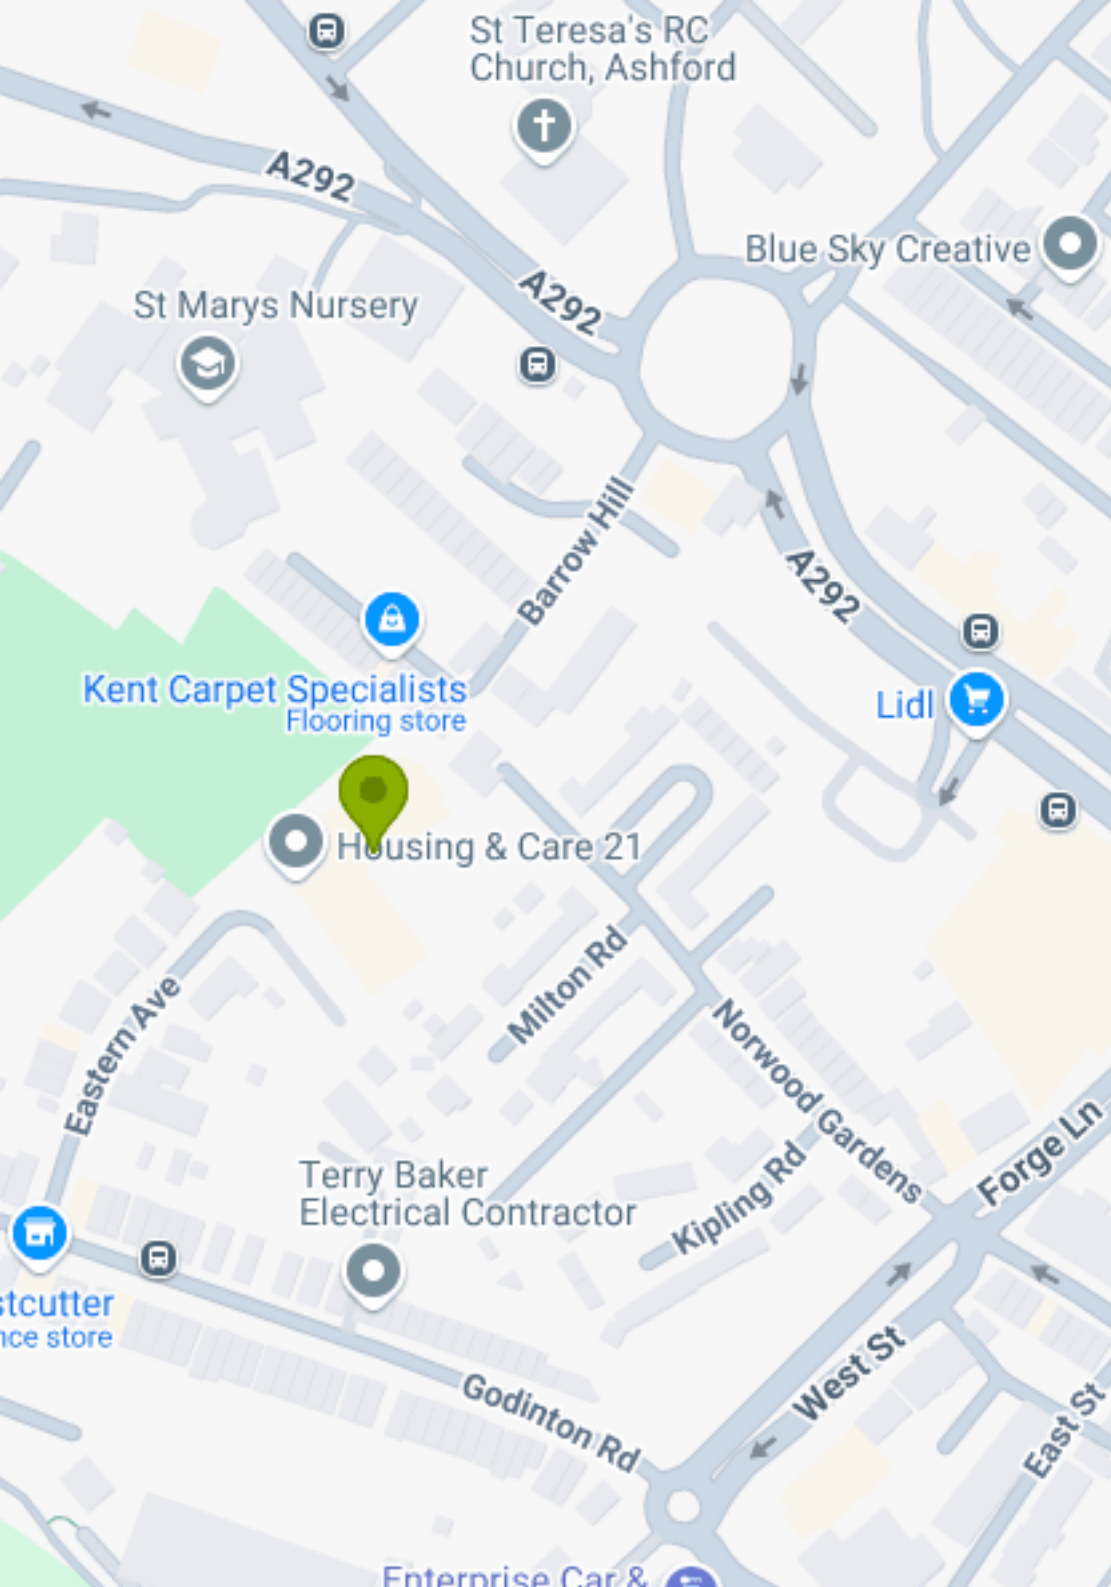 St Teresa's RC
Church, Ashford
A292
Blue Sky Creative
A292
St Marys Nursery
Barrow Hill
A292
Kent Carpet Specialists
Flooring store
Lidl
Housing & Care 21
Milton Rd
Eastern Ave
Norwood Gardens
Forge Ln
Terry Baker
Electrical Contractor
Kipling Rd
stcutter
nce store
West St
Godinton Rd
East St
Enterprise Car &